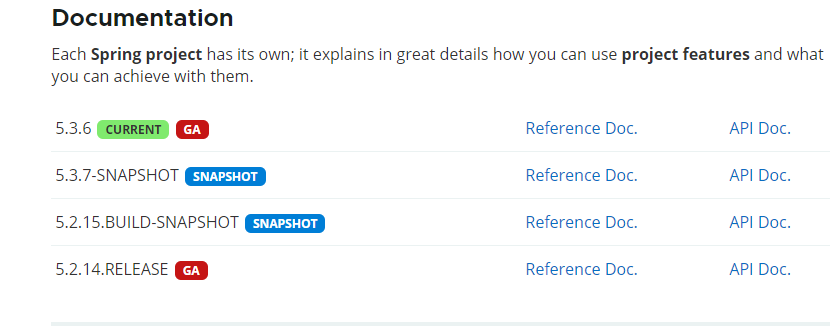 Documentation
Each Spring project has its own; it explains in great details how you can use project features and what
you can achieve with them.
5.3.6 CURRENT GA Reference Doc. API Doc.
5.3.7-SNAPSHOT SNAPSHOT Reference Doc. API Doc.
5.2.15.BUILD-SNAPSHOT SNAPSHOT Reference Doc. API Doc.
5.2.14.RELEASE GA Reference Doc. API Doc.